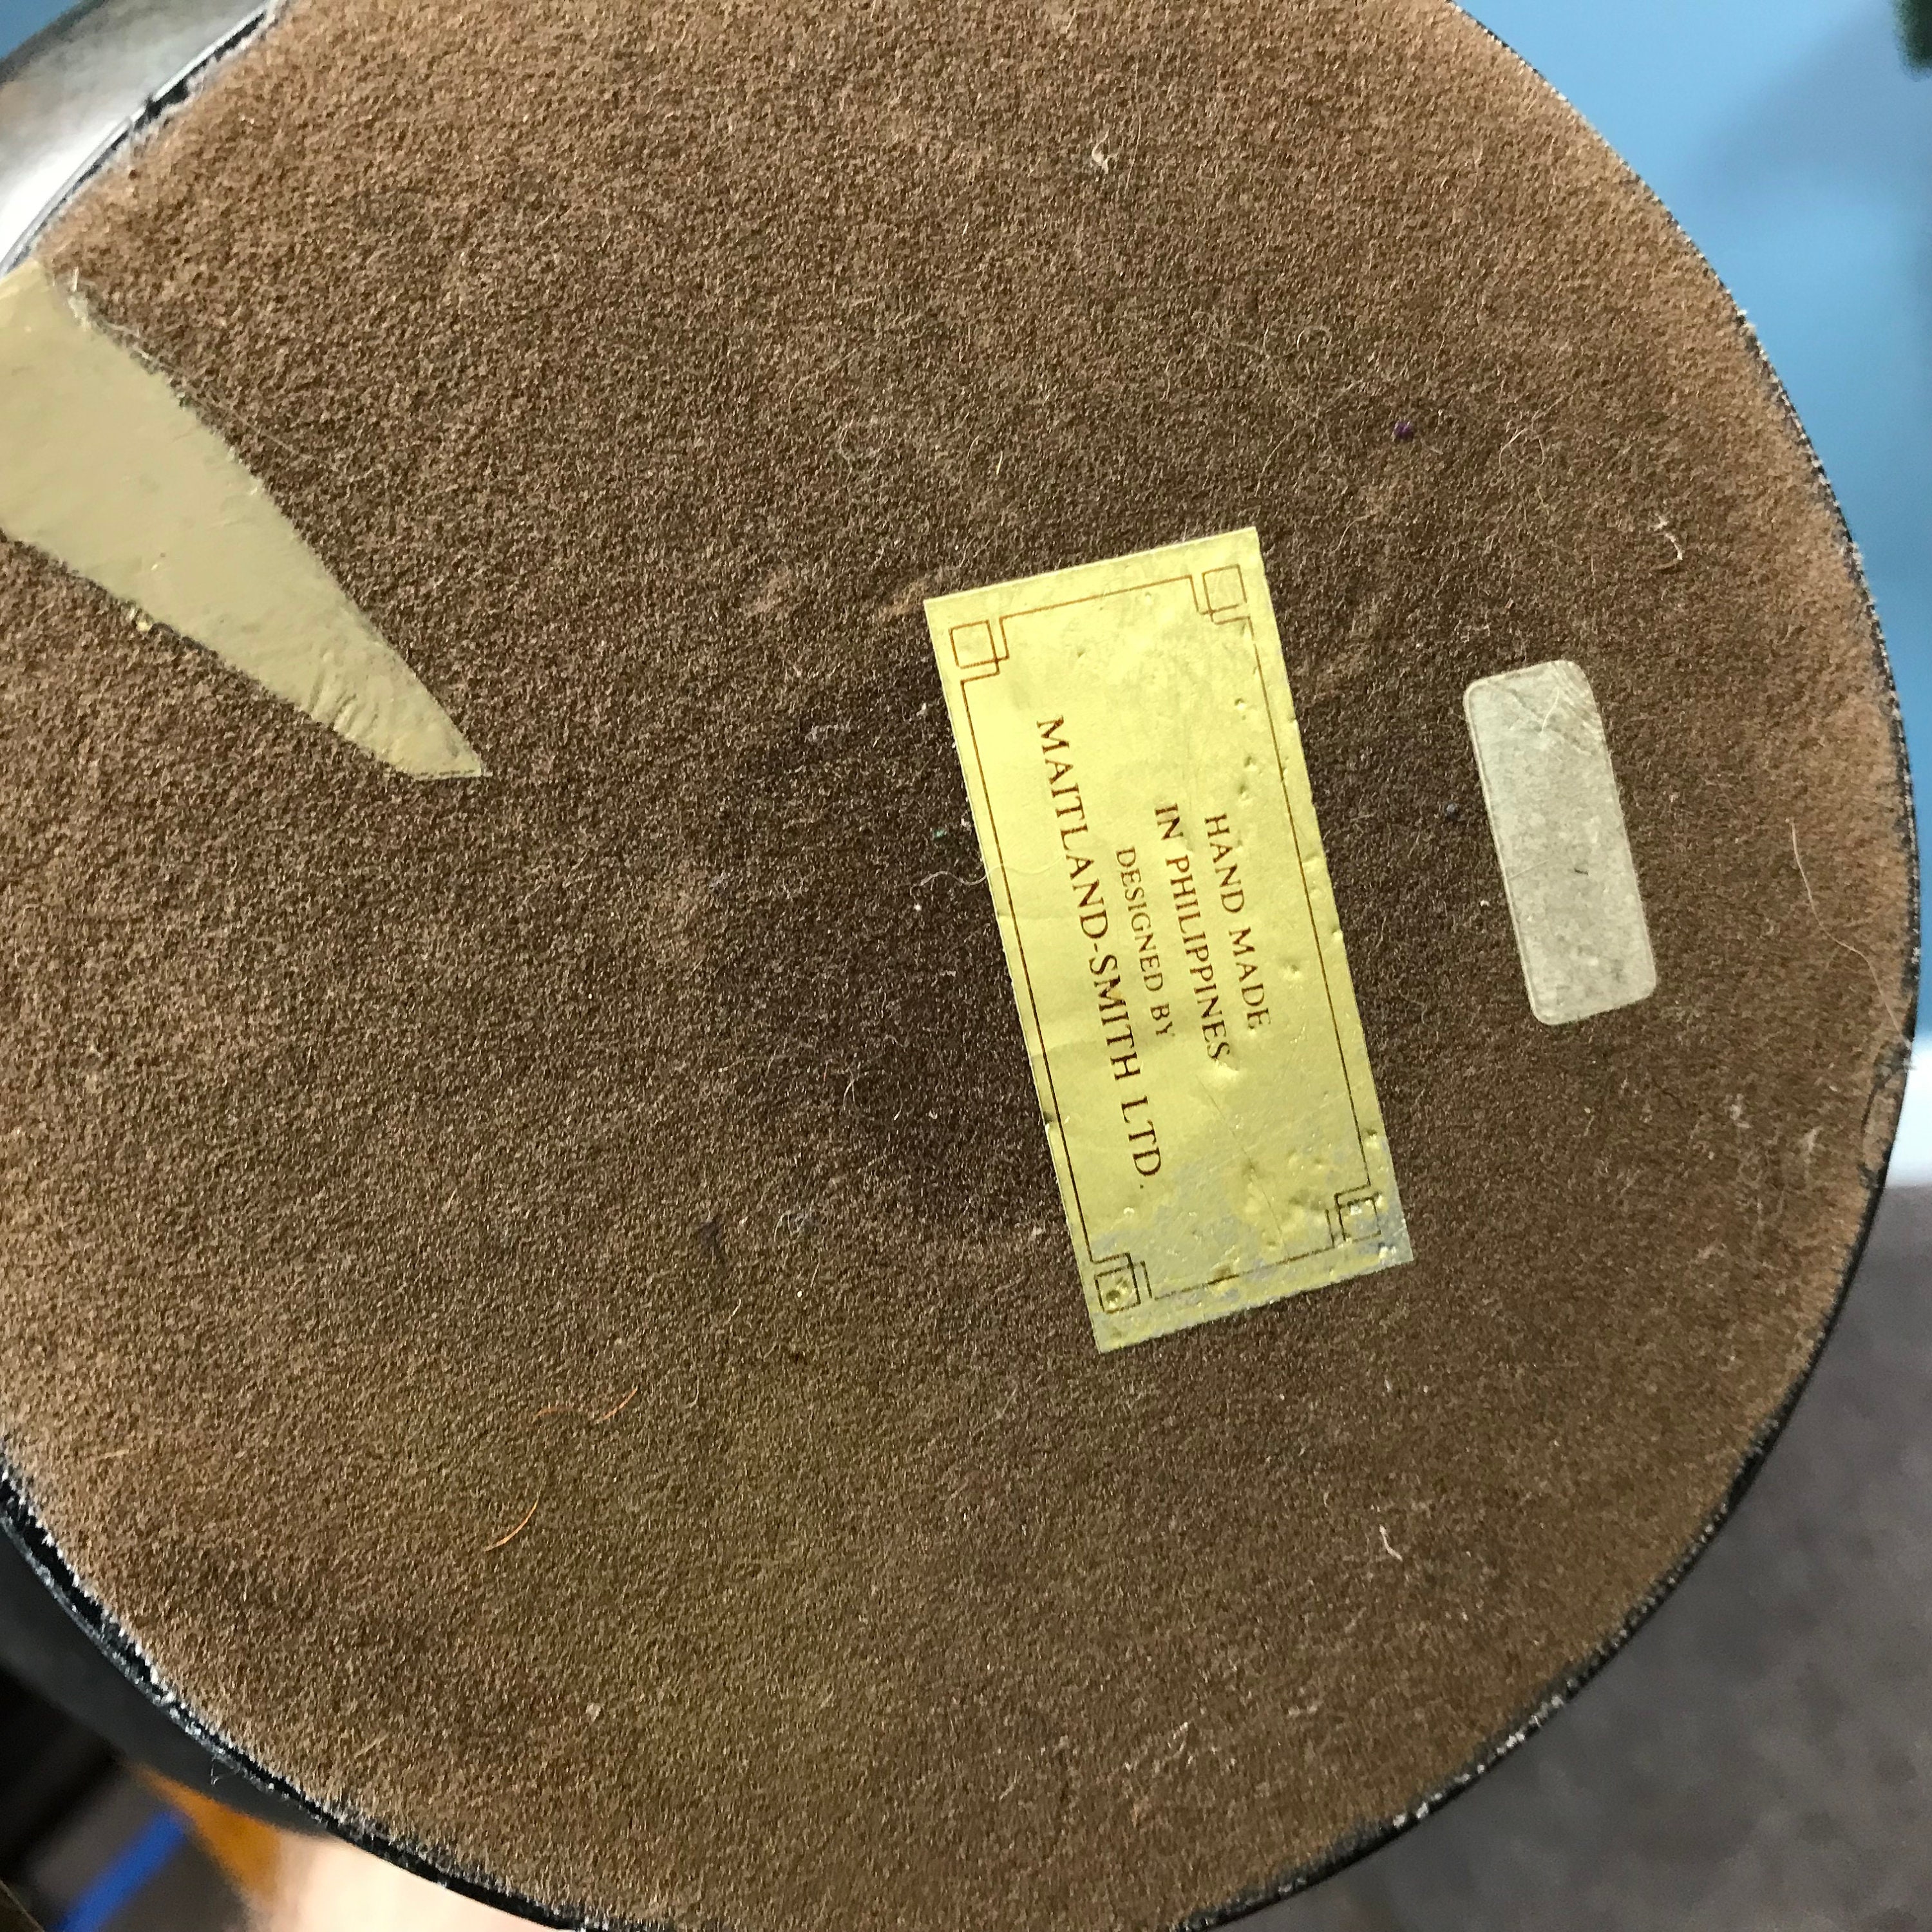 HAND MADE
IN PHILIPPINES
DESIGNED BY
MAITLAND-SMITH LTD.